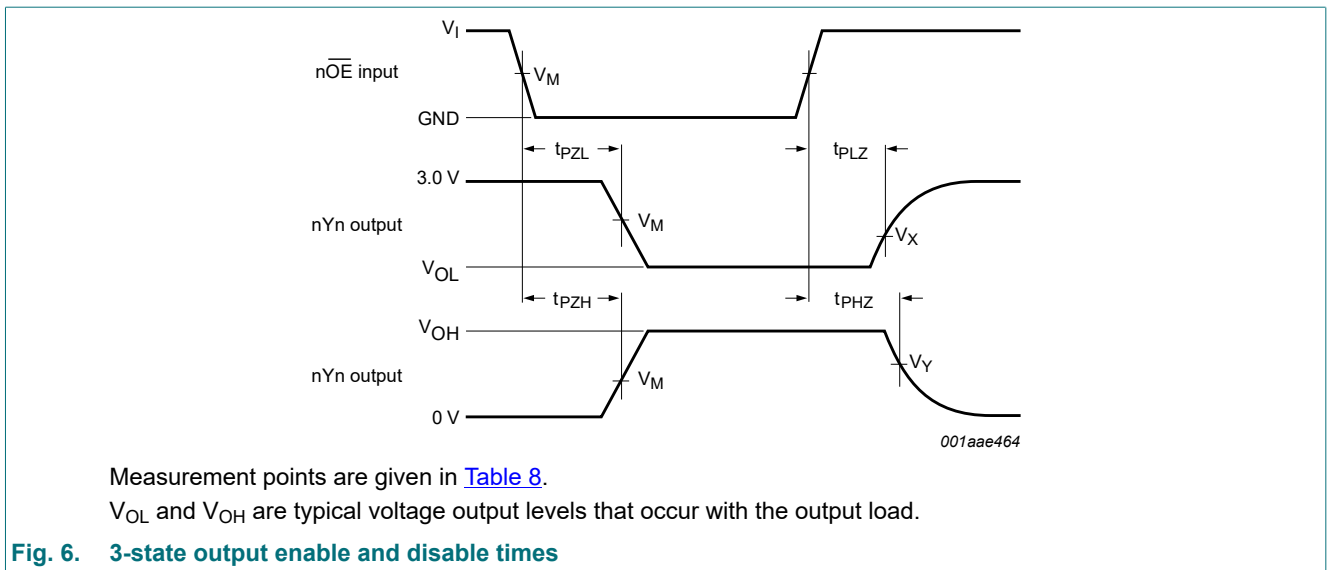 V_I
nO̅E̅ input
V_M
GND
t_PZL
t_PLZ
3.0 V
nYn output
V_M
V_X
V_OL
t_PZH
t_PHZ
V_OH
nYn output
V_M
V_Y
0 V
001aae464
Measurement points are given in Table 8.
V_OL and V_OH are typical voltage output levels that occur with the output load.
Fig. 6. 3-state output enable and disable times